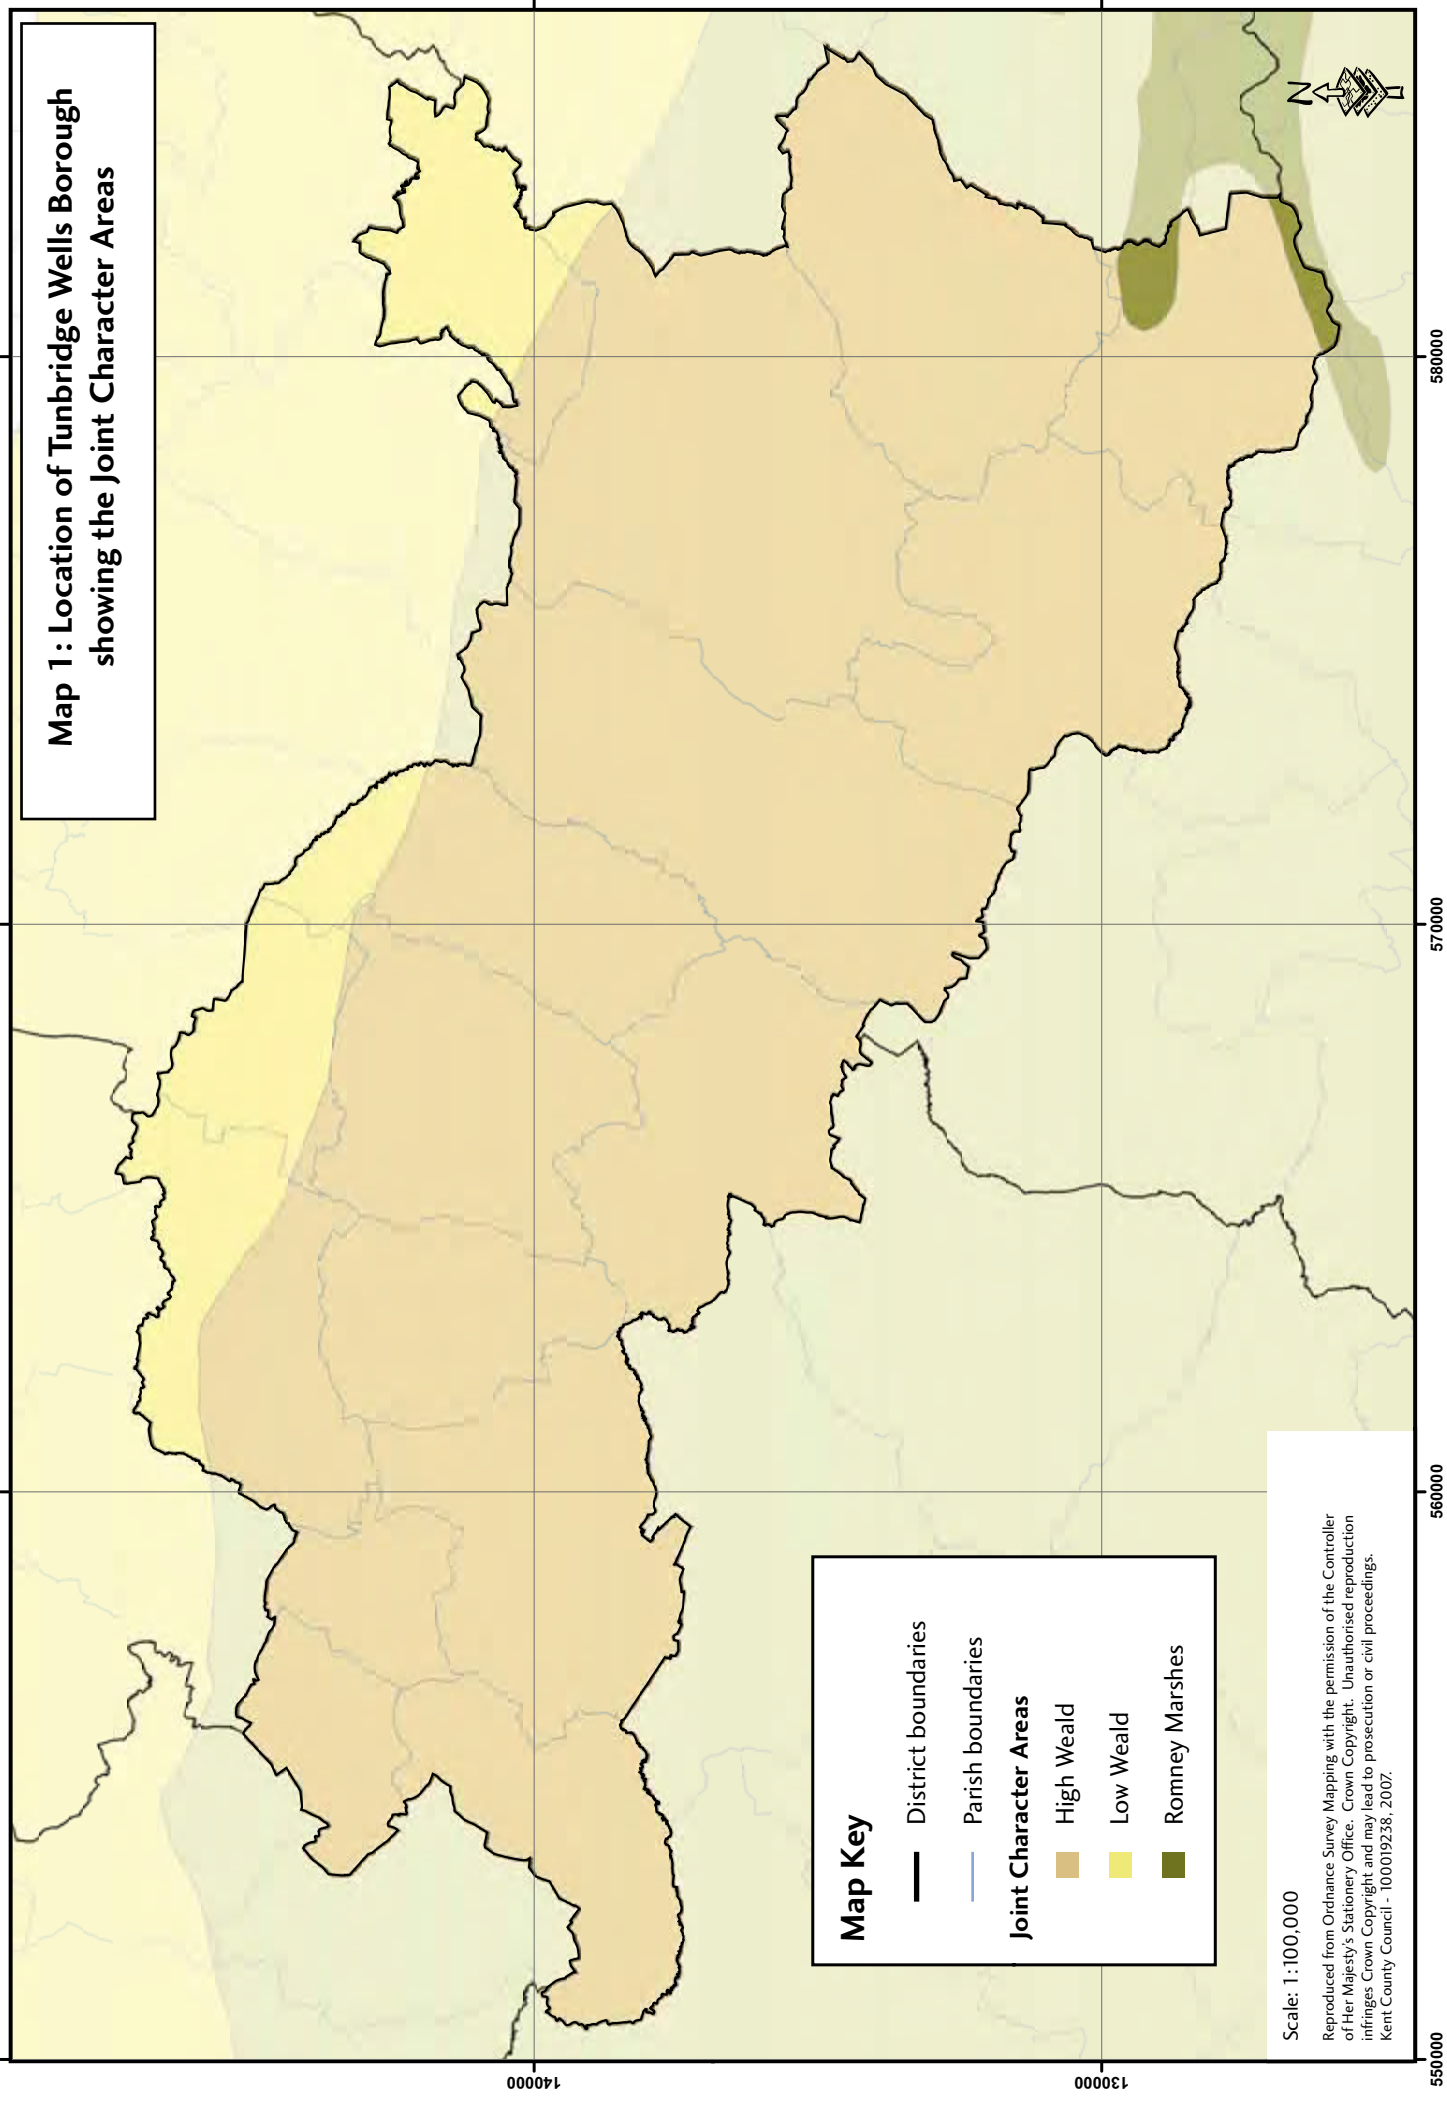 Map 1: Location of Tunbridge Wells Borough
showing the Joint Character Areas
N
Map Key
District boundaries
Parish boundaries
Joint Character Areas
High Weald
Low Weald
Romney Marshes
Scale: 1:100,000
Reproduced from Ordnance Survey Mapping with the permission of the Controller
of Her Majesty's Stationery Office. Crown Copyright. Unauthorised reproduction
infringes Crown Copyright and may lead to prosecution or civil proceedings.
Kent County Council - 100019238, 2007.
140000
130000
550000
560000
570000
580000